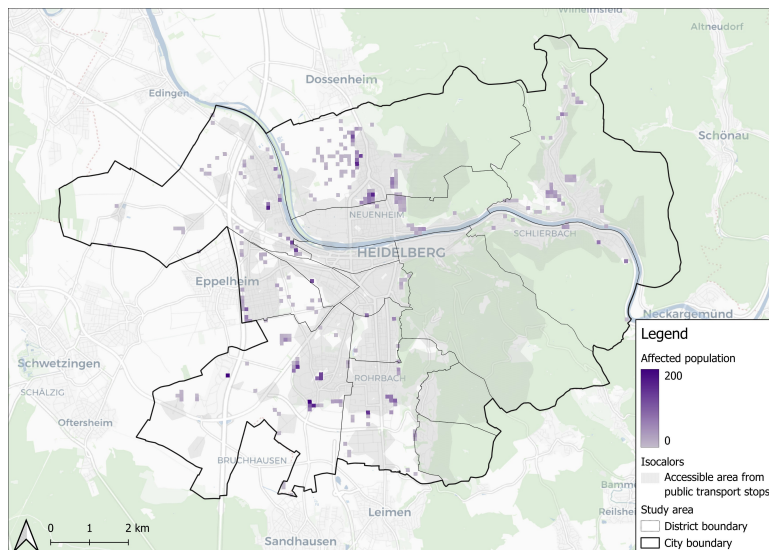 Wilhelmsfeld
Altneudorf
Dossenheim
Edingen
Schönau
NEUENHEIM
SCHLIERBACH
HEIDELBERG
Eppelheim
Neckargemünd
Schwetzingen
SCHÄLZIG
ROHRBACH
Oftersheim
BRUCHHAUSEN
Leimen
Sandhausen
Bamm
Reilshe
0 1 2 km
Legend
Affected population
200
0
Isocalors
Accessible area from
public transport stops
Study area
District boundary
City boundary